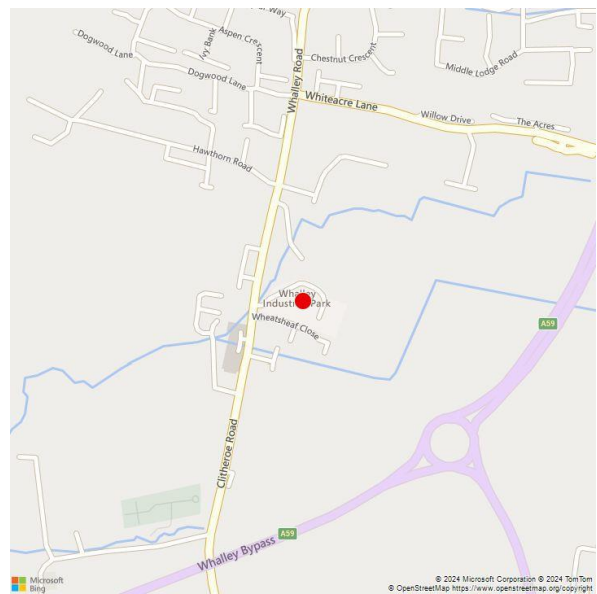 Way
Dogwood Lane
Ivy Bank
Aspen Crescent
Chestnut Crescent
Middle Lodge Road
Dogwood Lane
Whalley Road
Whiteacre Lane
Willow Drive
The Acres
Hawthorn Road
Whalley
Industrial Park
Wheatsheaf Close
A59
Clitheroe Road
A59
Whalley Bypass
Microsoft
Bing
© 2024 Microsoft Corporation © 2024 TomTom
© OpenStreetMap https://www.openstreetmap.org/copyright